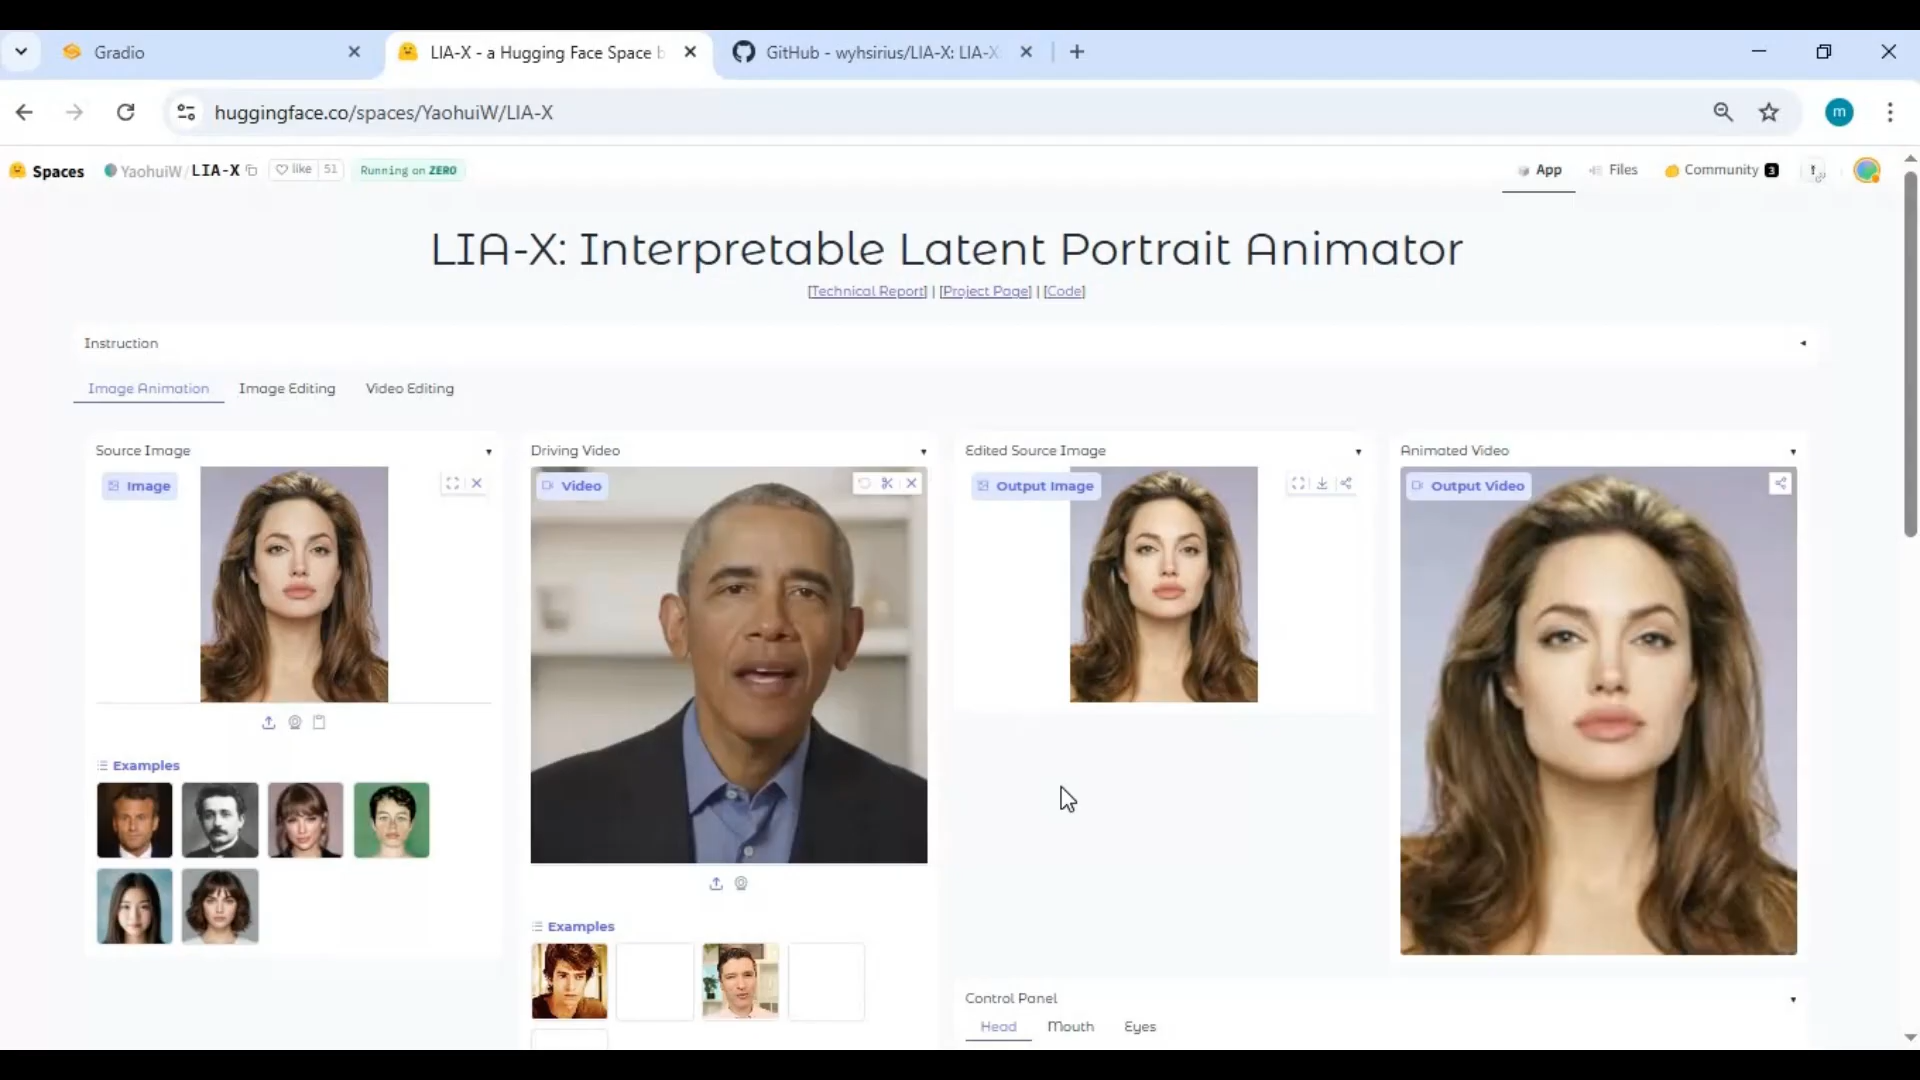 Gradio
LIA-X - a Hugging Face Space b
GitHub - wyhsirius/LIA-X: LIA-X
huggingface.co/spaces/YaohuiW/LIA-X
m
Spaces
YaohuiW/LIA-X
like
51
Running on ZERO
App
Files
Community 3
LIA-X: Interpretable Latent Portrait Animator
[Technical Report] | [Project Page] | [Code]
Instruction
Image Animation
Image Editing
Video Editing
Source Image
Driving Video
Edited Source Image
Animated Video
Image
Video
Output Image
Output Video
Examples
Examples
Control Panel
Head
Mouth
Eyes